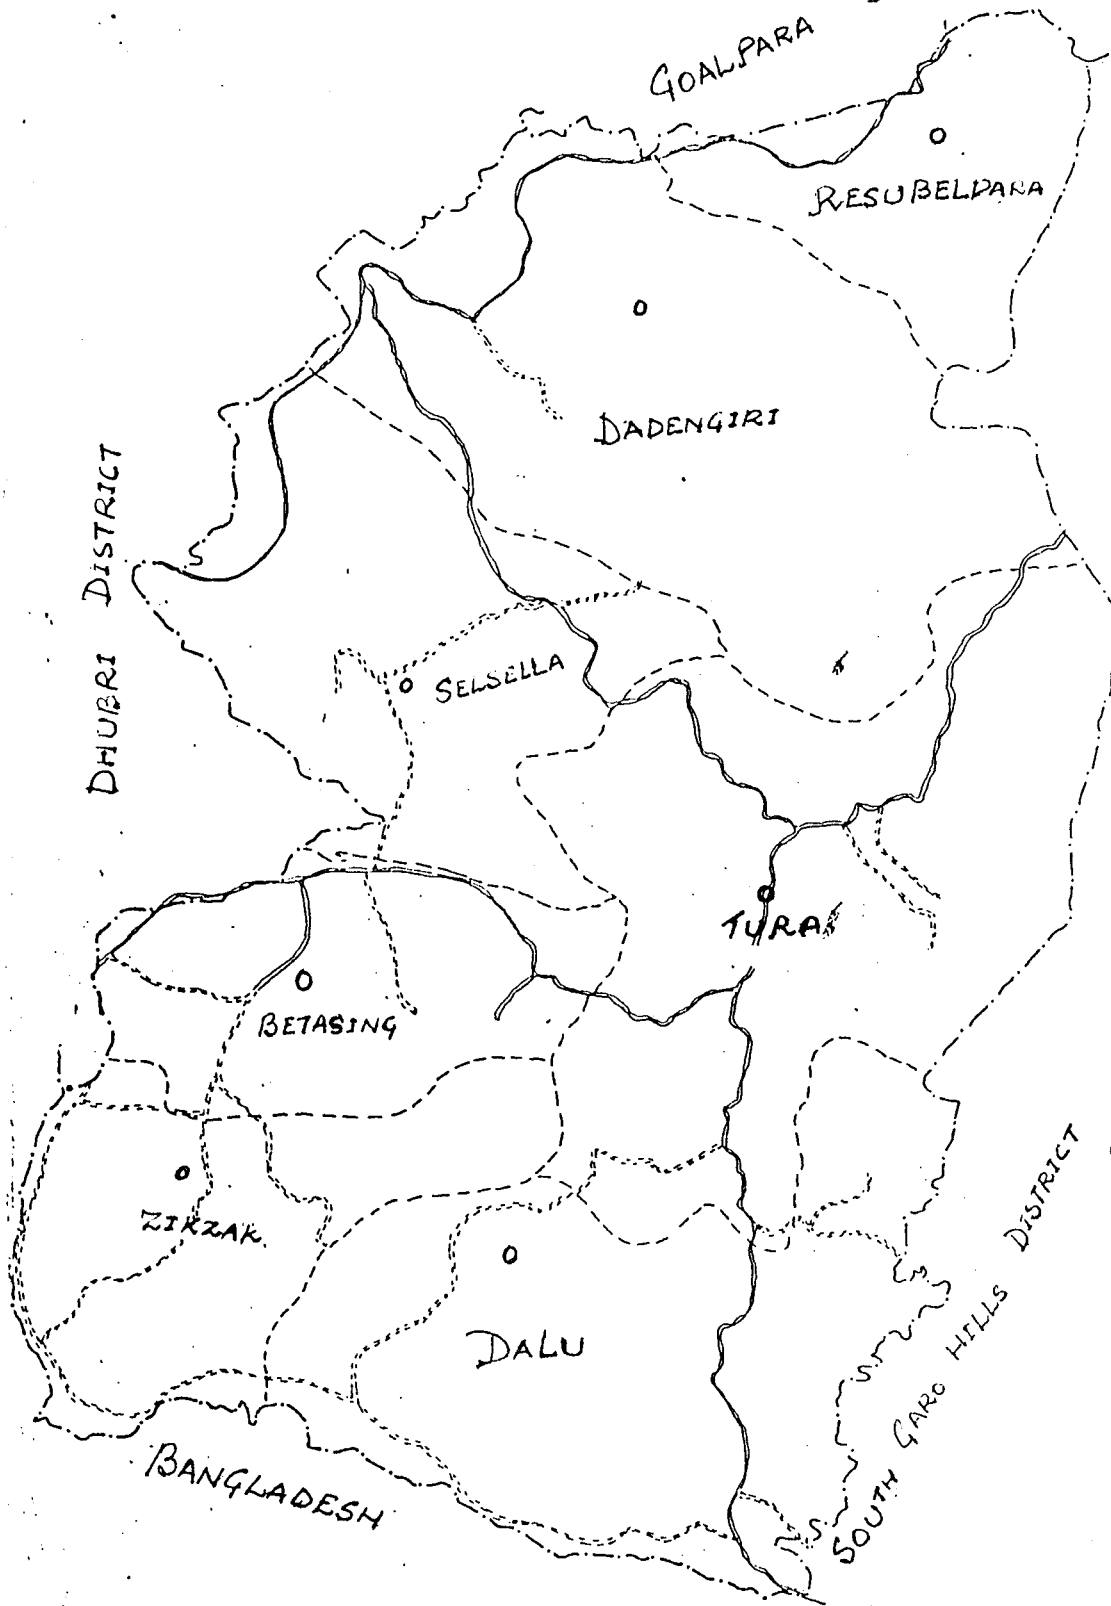 GOALPARA
RESUBELPARA
DADENGIRI
DHUBRI DISTRICT
SELSELLA
TURA
BETASING
ZIKZAK
DALU
SOUTH GARO HILLS DISTRICT
BANGLADESH